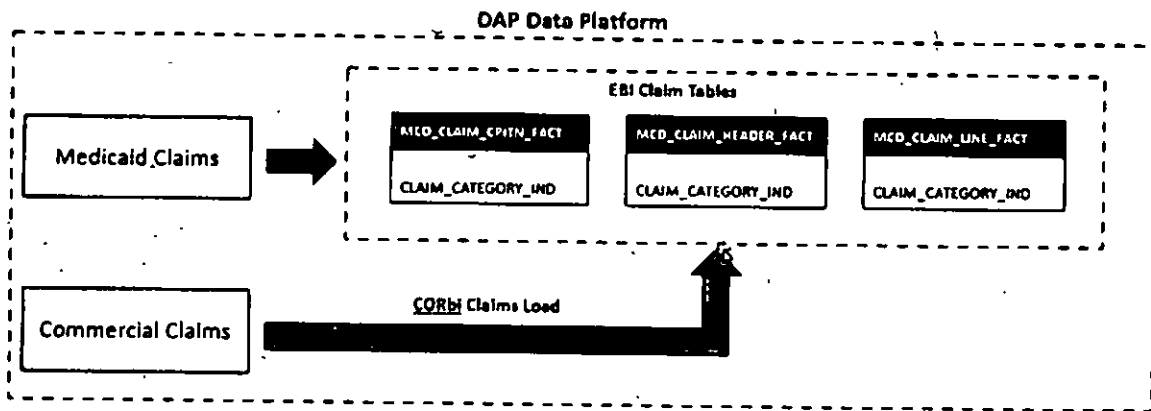 DAP Data Platform
EBI Claim Tables
Medicaid Claims
MCD_CLAIM_CPITN_FACT
CLAIM_CATEGORY_IND
MCD_CLAIM_HEADER_FACT
CLAIM_CATEGORY_IND
MCD_CLAIM_LINE_FACT
CLAIM_CATEGORY_IND
Commercial Claims
CORbi Claims Load